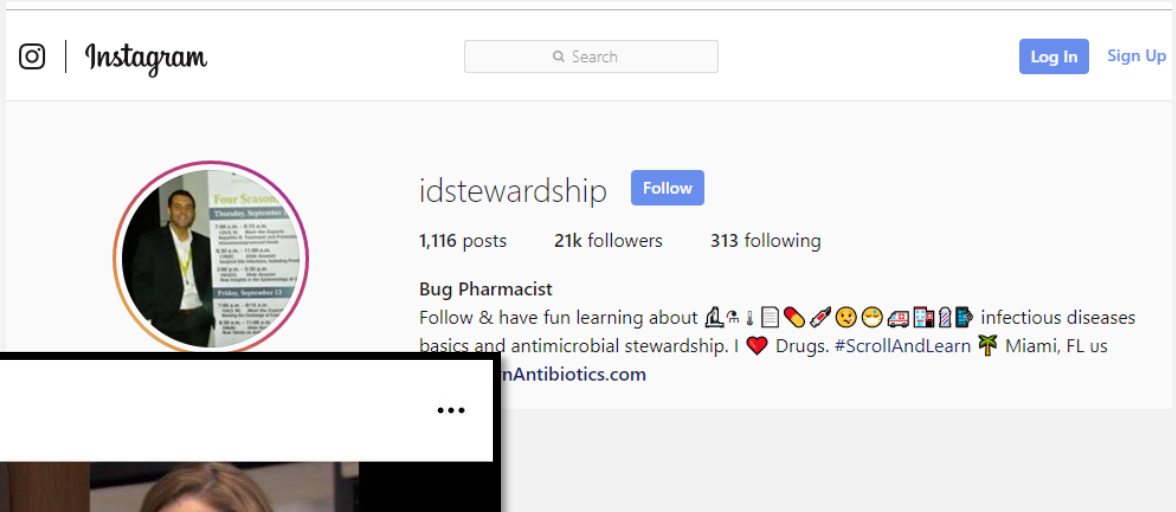 Instagram
Search
Log In
Sign Up
idstewardship
Follow
1,116 posts 21k followers 313 following
Bug Pharmacist
Follow & have fun learning about 🔬⚗🌡📄💊💉🤒😷🚑🏥🧬📲 infectious diseases
basics and antimicrobial stewardship. I ❤️ Drugs. #ScrollAndLearn 🌴 Miami, FL us
nAntibiotics.com
Four Season
Thursday, September
Friday, September 12